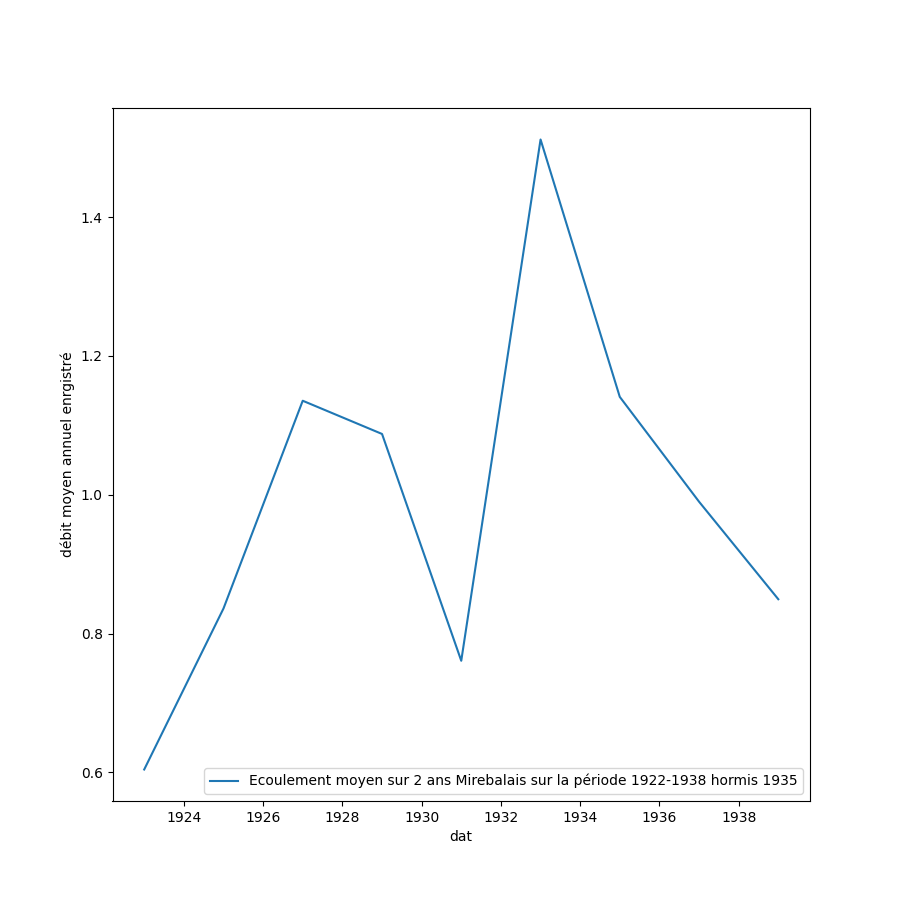 1.4
1.2
1.0
0.8
0.6
débit moyen annuel enrgistré
Ecoulement moyen sur 2 ans Mirebalais sur la période 1922-1938 hormis 1935
1924 1926 1928 1930 1932 1934 1936 1938
dat